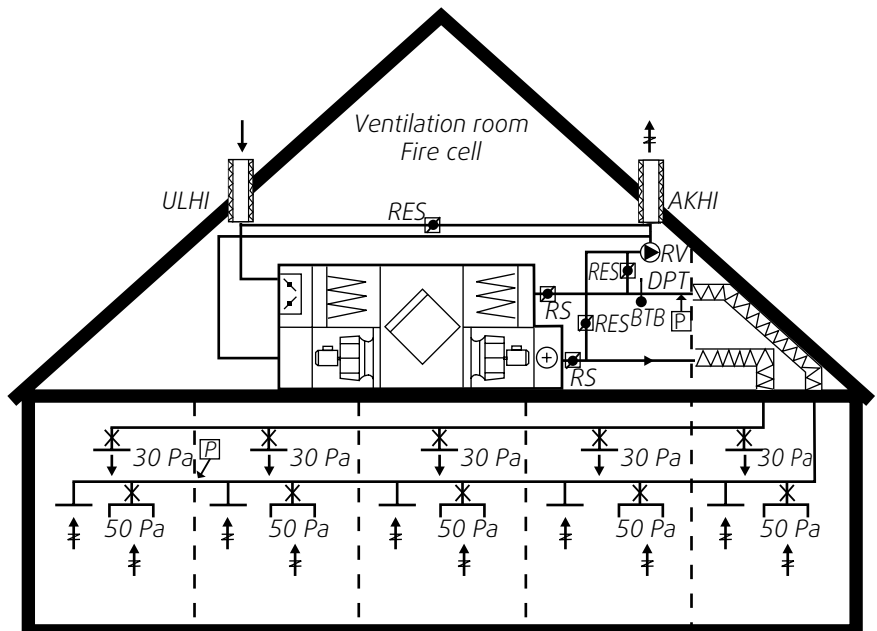 Ventilation room
Fire cell
ULHI
AKHI
RES
RV
RES
DPT
RS
RES
BTB
P
RS
30 Pa
P
30 Pa
30 Pa
30 Pa
30 Pa
50 Pa
50 Pa
50 Pa
50 Pa
50 Pa